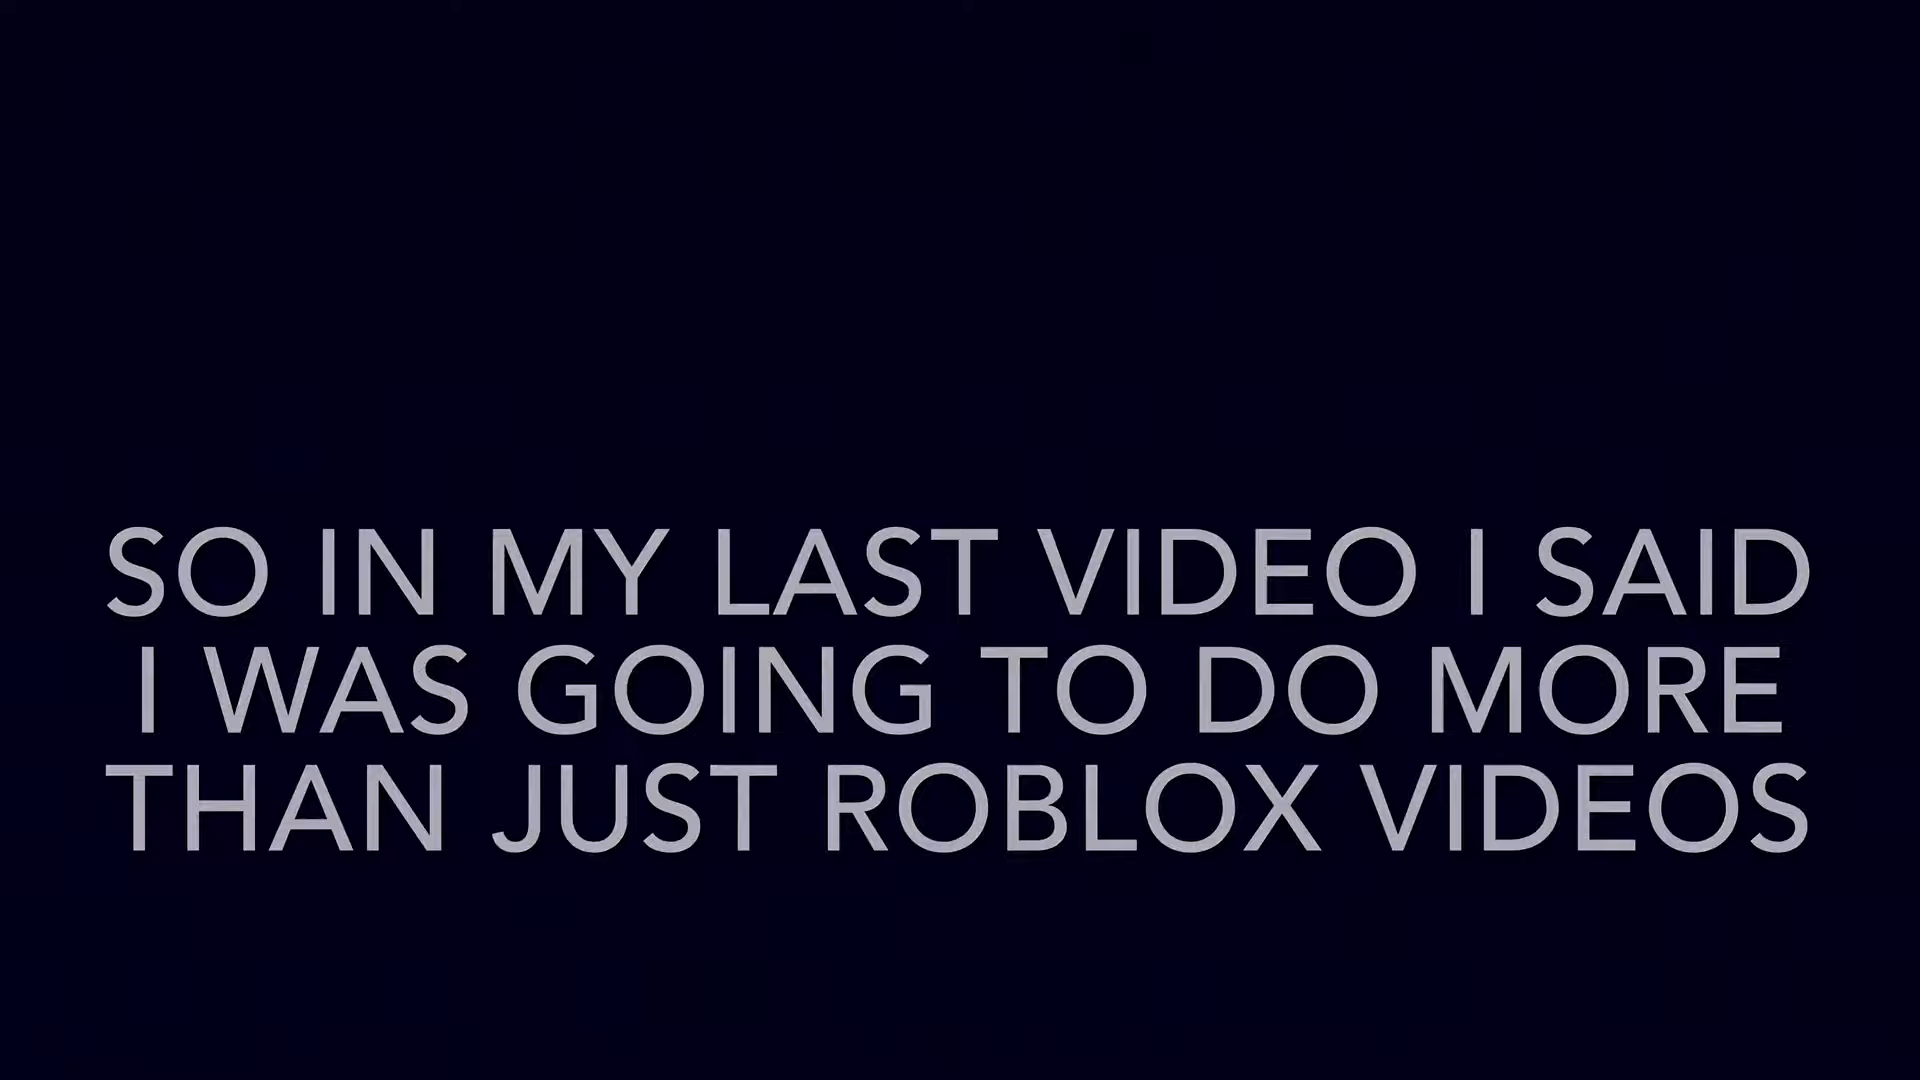 SO IN MY LAST VIDEO I SAID
I WAS GOING TO DO MORE
THAN JUST ROBLOX VIDEOS